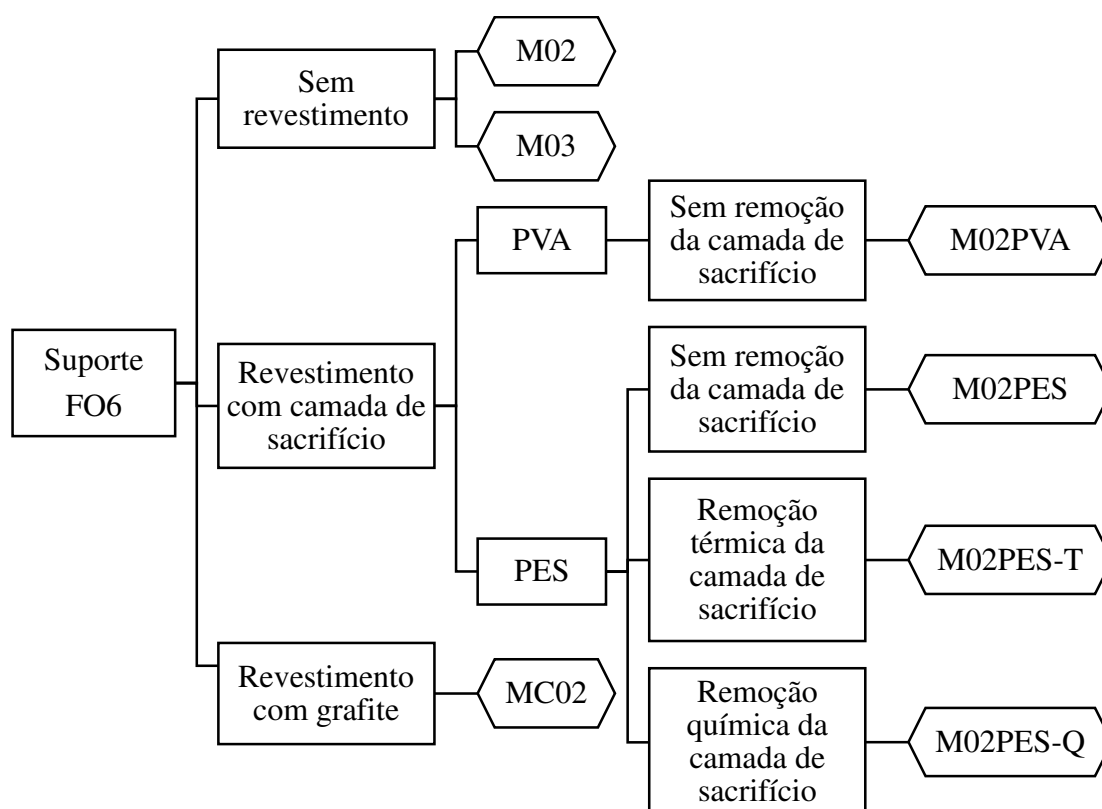 Suporte
FO6
Sem
revestimento
M02
M03
Revestimento
com camada de
sacrifício
PVA
Sem remoção
da camada de
sacrifício
M02PVA
PES
Sem remoção
da camada de
sacrifício
M02PES
Remoção
térmica da
camada de
sacrifício
M02PES-T
Remoção
química da
camada de
sacrifício
M02PES-Q
Revestimento
com grafite
MC02